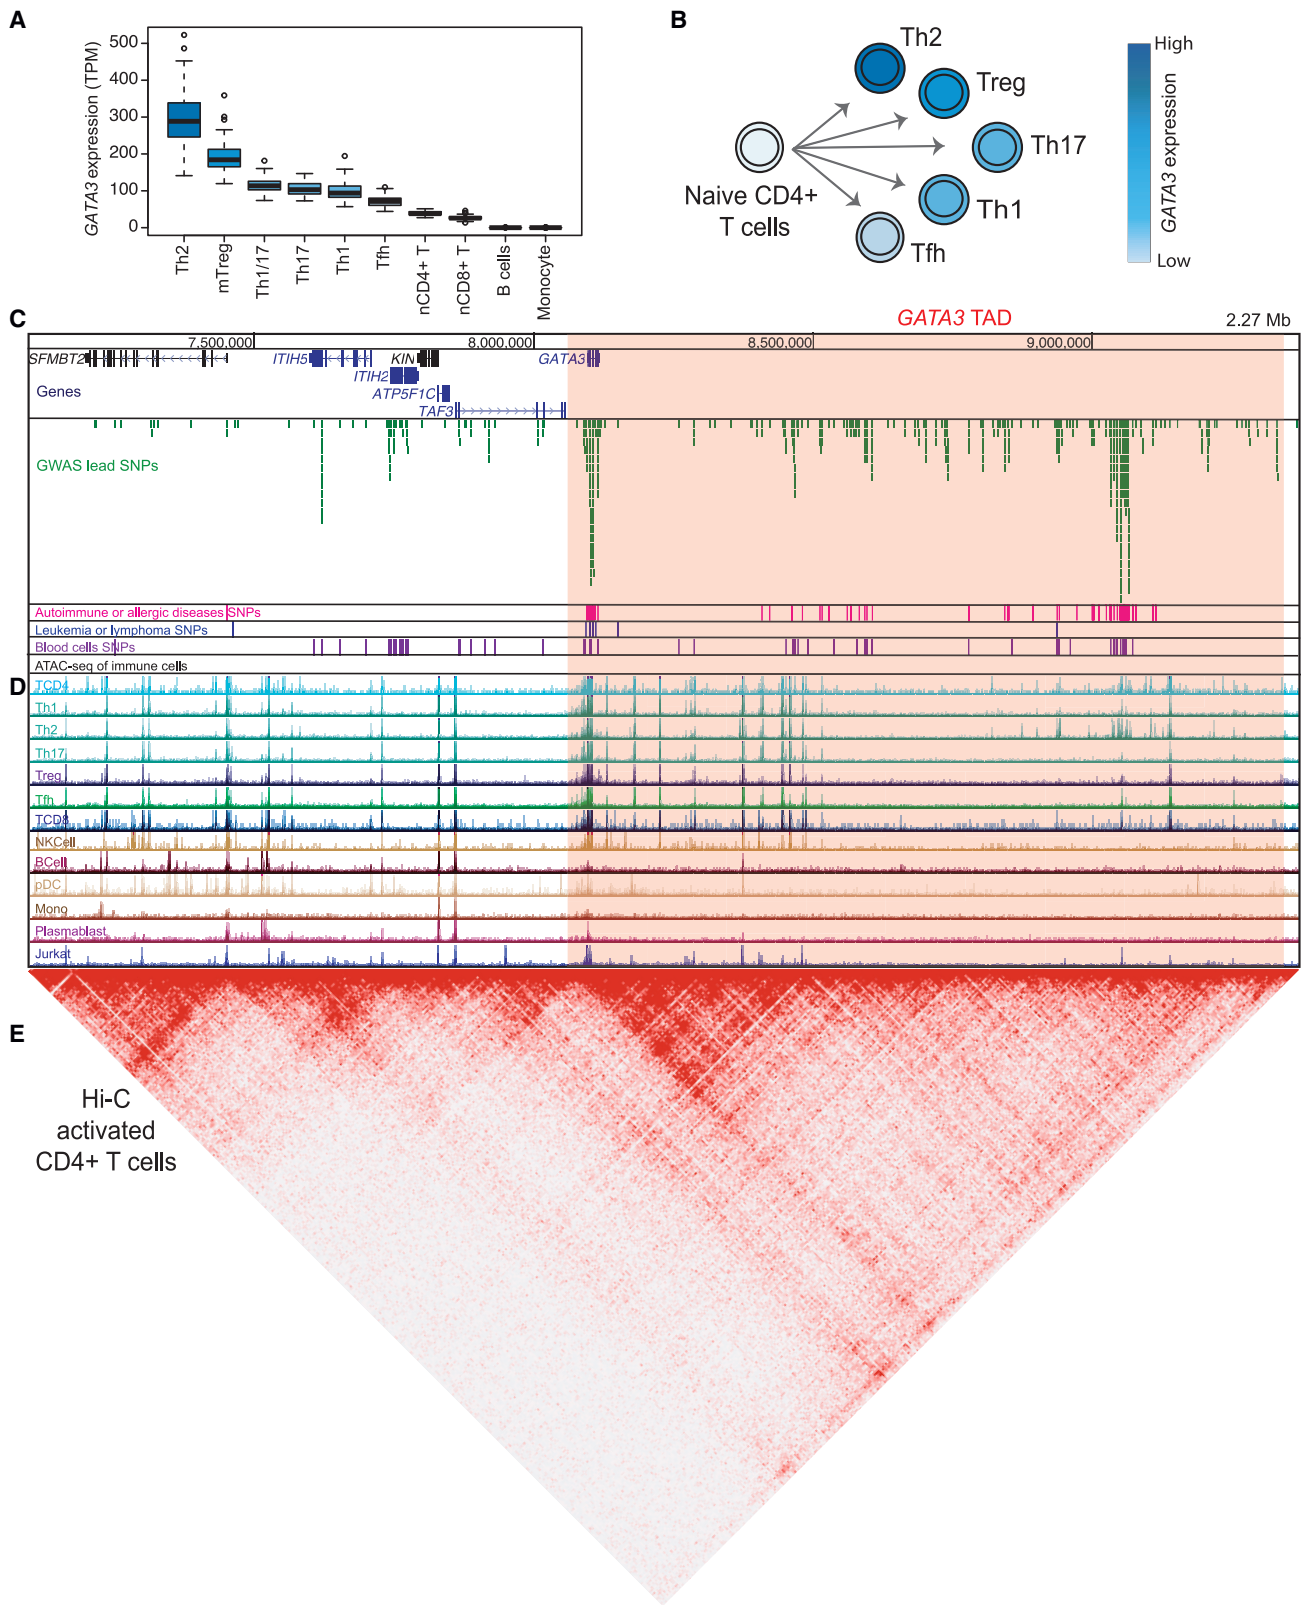 A
GATA3 expression (TPM)
500
400
300
200
100
0
Th2
mTreg
Th1/17
Th17
Th1
Tfh
nCD4+ T
nCD8+ T
B cells
Monocyte
B
Th2
Treg
Th17
Th1
Tfh
Naive CD4+
T cells
High
GATA3 expression
Low
C
GATA3 TAD
2.27 Mb
7,500,000
8,000,000
8,500,000
9,000,000
SFMBT2
ITIH5
KIN
GATA3
ITIH2
Genes
ATP5F1C
TAF3
GWAS lead SNPs
Autoimmune or allergic diseases SNPs
Leukemia or lymphoma SNPs
Blood cells SNPs
ATAC-seq of immune cells
D
TCD4
Th1
Th2
Th17
Treg
Tfh
TCD8
NKCell
BCell
pDC
Mono
Plasmablast
Jurkat
E
Hi-C
activated
CD4+ T cells